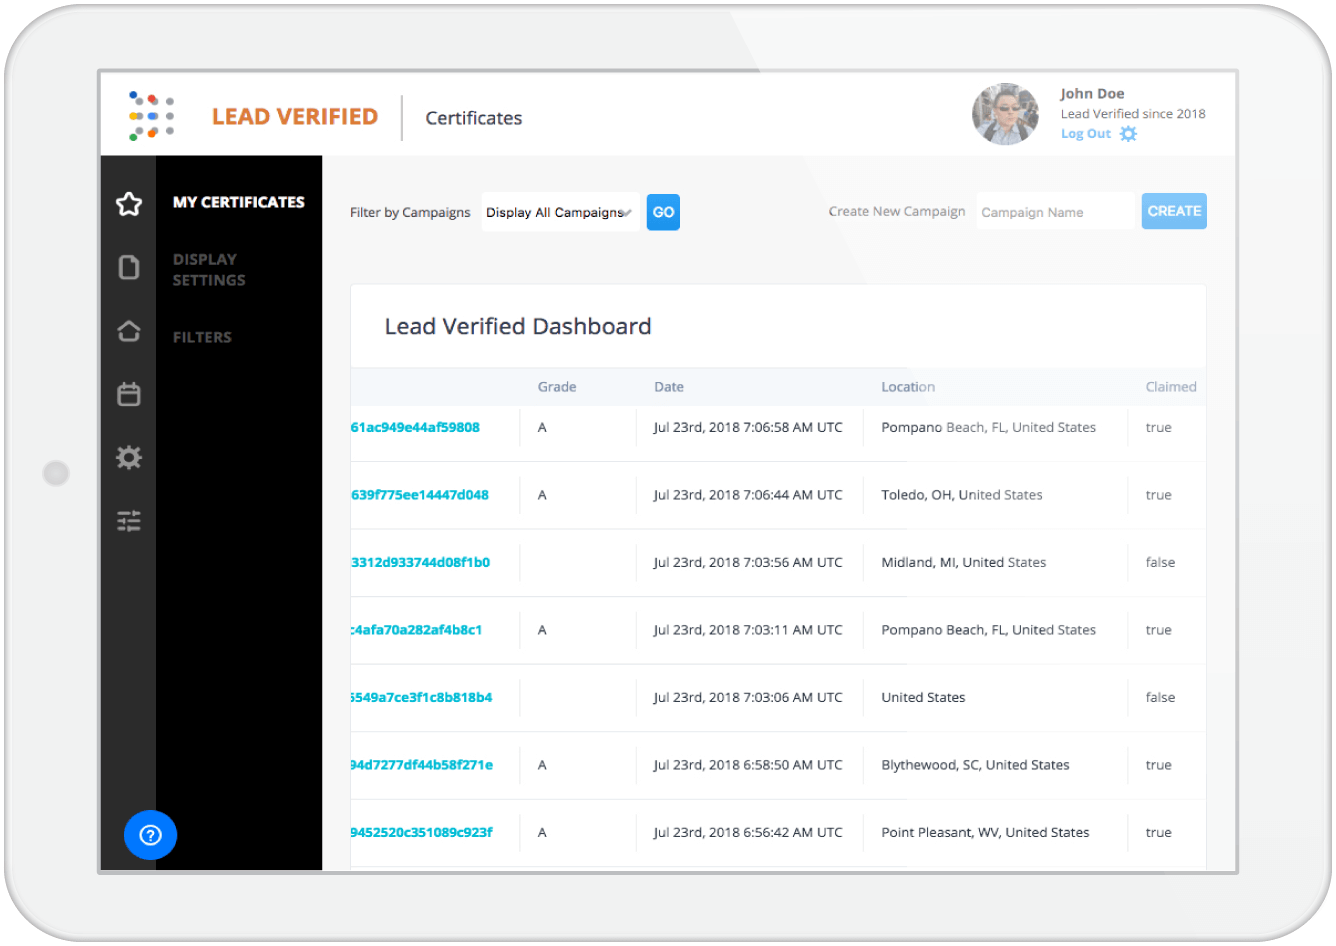 LEAD VERIFIED
Certificates
John Doe
Lead Verified since 2018
Log Out
MY CERTIFICATES
DISPLAY
SETTINGS
FILTERS
Filter by Campaigns Display All Campaigns GO
Create New Campaign Campaign Name CREATE
Lead Verified Dashboard
Grade Date Location Claimed
61ac949e44af59808 A Jul 23rd, 2018 7:06:58 AM UTC Pompano Beach, FL, United States true
639f775ee14447d048 A Jul 23rd, 2018 7:06:44 AM UTC Toledo, OH, United States true
3312d933744d08f1b0 Jul 23rd, 2018 7:03:56 AM UTC Midland, MI, United States false
c4afa70a282af4b8c1 A Jul 23rd, 2018 7:03:11 AM UTC Pompano Beach, FL, United States true
5549a7ce3f1c8b818b4 Jul 23rd, 2018 7:03:06 AM UTC United States false
94d7277df44b58f271e A Jul 23rd, 2018 6:58:50 AM UTC Blythewood, SC, United States true
9452520c351089c923f A Jul 23rd, 2018 6:56:42 AM UTC Point Pleasant, WV, United States true
?